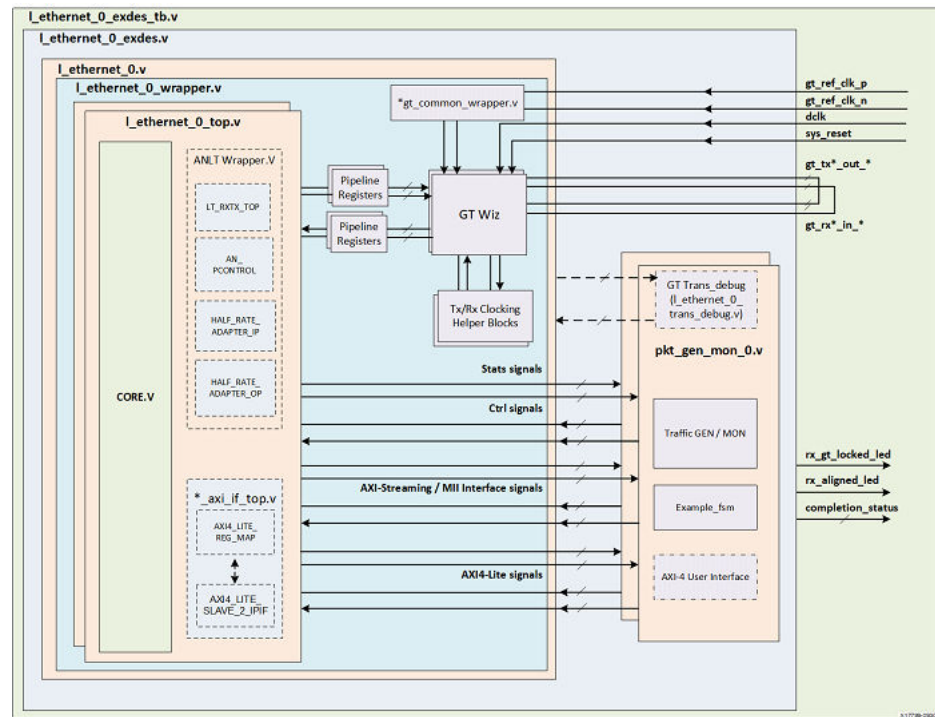 l_ethernet_0_exdes_tb.v
l_ethernet_0_exdes.v
l_ethernet_0.v
l_ethernet_0_wrapper.v
l_ethernet_0_top.v
CORE.V
ANLT Wrapper.V
LT_RXTX_TOP
AN_
PCONTROL
HALF_RATE_
ADAPTER_IP
HALF_RATE_
ADAPTER_OP
*_axi_if_top.v
AXI4_LITE_
REG_MAP
AXI4_LITE_
SLAVE_2_IPIF
*gt_common_wrapper.v
Pipeline
Registers
Pipeline
Registers
GT Wiz
Tx/Rx Clocking
Helper Blocks
Stats signals
Ctrl signals
AXI-Streaming / MII Interface signals
AXI4-Lite signals
gt_ref_clk_p
gt_ref_clk_n
dclk
sys_reset
gt_tx*_out_*
gt_rx*_in_*
GT Trans_debug
(l_ethernet_0_
trans_debug.v)
pkt_gen_mon_0.v
Traffic GEN / MON
Example_fsm
AXI-4 User Interface
rx_gt_locked_led
rx_aligned_led
completion_status